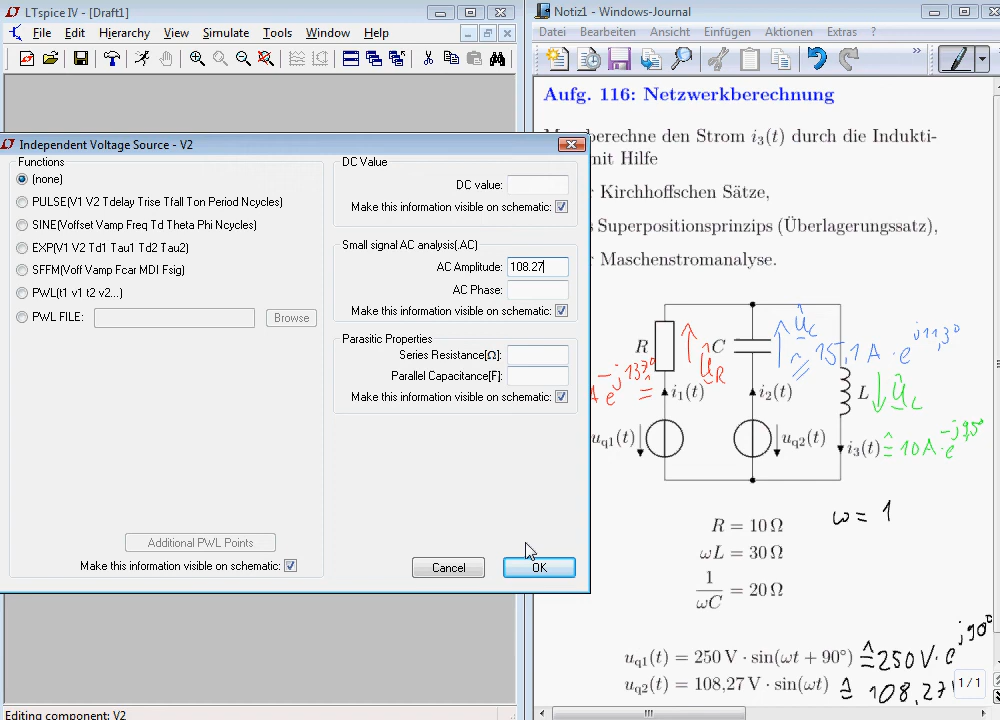 LTspice IV - [Draft1]
File Edit Hierarchy View Simulate Tools Window Help
Independent Voltage Source - V2
Functions
(none)
PULSE(V1 V2 Tdelay Trise Tfall Ton Period Ncycles)
SINE(Voffset Vamp Freq Td Theta Phi Ncycles)
EXP(V1 V2 Td1 Tau1 Td2 Tau2)
SFFM(Voff Vamp Fcar MDI Fsig)
PWL(t1 v1 t2 v2...)
PWL FILE: Browse
Additional PWL Points
Make this information visible on schematic:
DC Value
DC value:
Make this information visible on schematic:
Small signal AC analysis(.AC)
AC Amplitude: 108.27
AC Phase:
Make this information visible on schematic:
Parasitic Properties
Series Resistance[Ω]:
Parallel Capacitance[F]:
Make this information visible on schematic:
Cancel OK
Editing component: V2
Notiz1 - Windows-Journal
Datei Bearbeiten Ansicht Einfügen Aktionen Extras ?
Aufg. 116: Netzwerkberechnung
berechne den Strom i3(t) durch die Indukti-
mit Hilfe
Kirchhoffschen Sätze,
Superpositionsprinzips (Überlagerungssatz),
Maschenstromanalyse.
R C L
ûR ûC
≈ 15,1 A · e^j11,3°
A e^-j137°
i1(t) i2(t)
uq1(t) uq2(t) i3(t) ≙ 10A · e^-j90°
ω = 1
R = 10 Ω
ωL = 30 Ω
1/ωC = 20 Ω
uq1(t) = 250 V · sin(ωt + 90°) ≙ 250 V · e^j90°
uq2(t) = 108,27 V · sin(ωt) ≙ 108,27 V
1 / 1